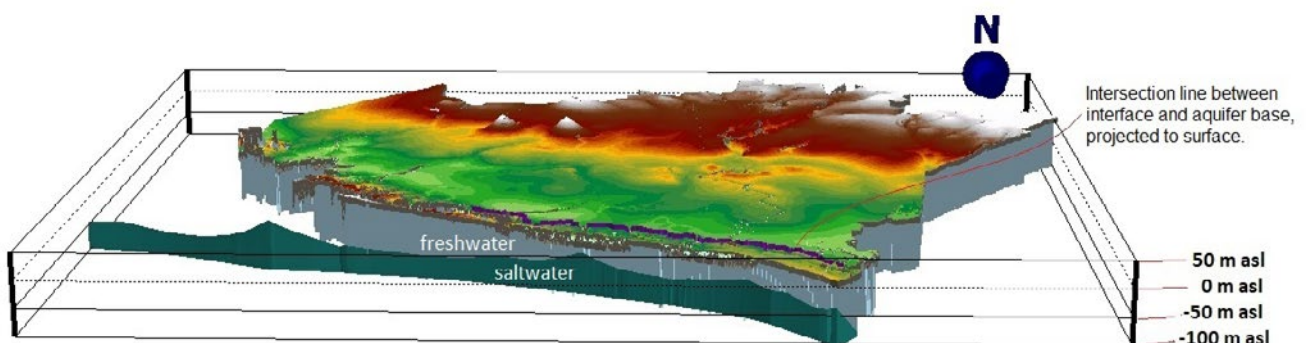 N
Intersection line between
interface and aquifer base,
projected to surface.
freshwater
saltwater
50 m asl
0 m asl
-50 m asl
-100 m asl